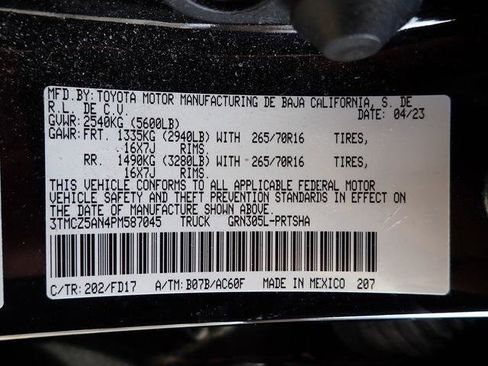 MFD.BY: TOYOTA MOTOR MANUFACTURING DE BAJA CALIFORNIA, S. DE
R.L. DE C.V. DATE: 04/23
GVWR: 2540KG (5600LB)
GAWR: FRT. 1335KG (2940LB) WITH 265/70R16 TIRES,
16X7J RIMS.
RR. 1490KG (3280LB) WITH 265/70R16 TIRES,
16X7J RIMS.
THIS VEHICLE CONFORMS TO ALL APPLICABLE FEDERAL MOTOR
VEHICLE SAFETY AND THEFT PREVENTION STANDARDS IN EFFECT ON
THE DATE OF MANUFACTURE SHOWN ABOVE.
3TMCZ5AN4PM587045 TRUCK GRN305L-PRTSHA
C/TR: 202/FD17 A/TM: B07B/AC60F MADE IN MEXICO 207